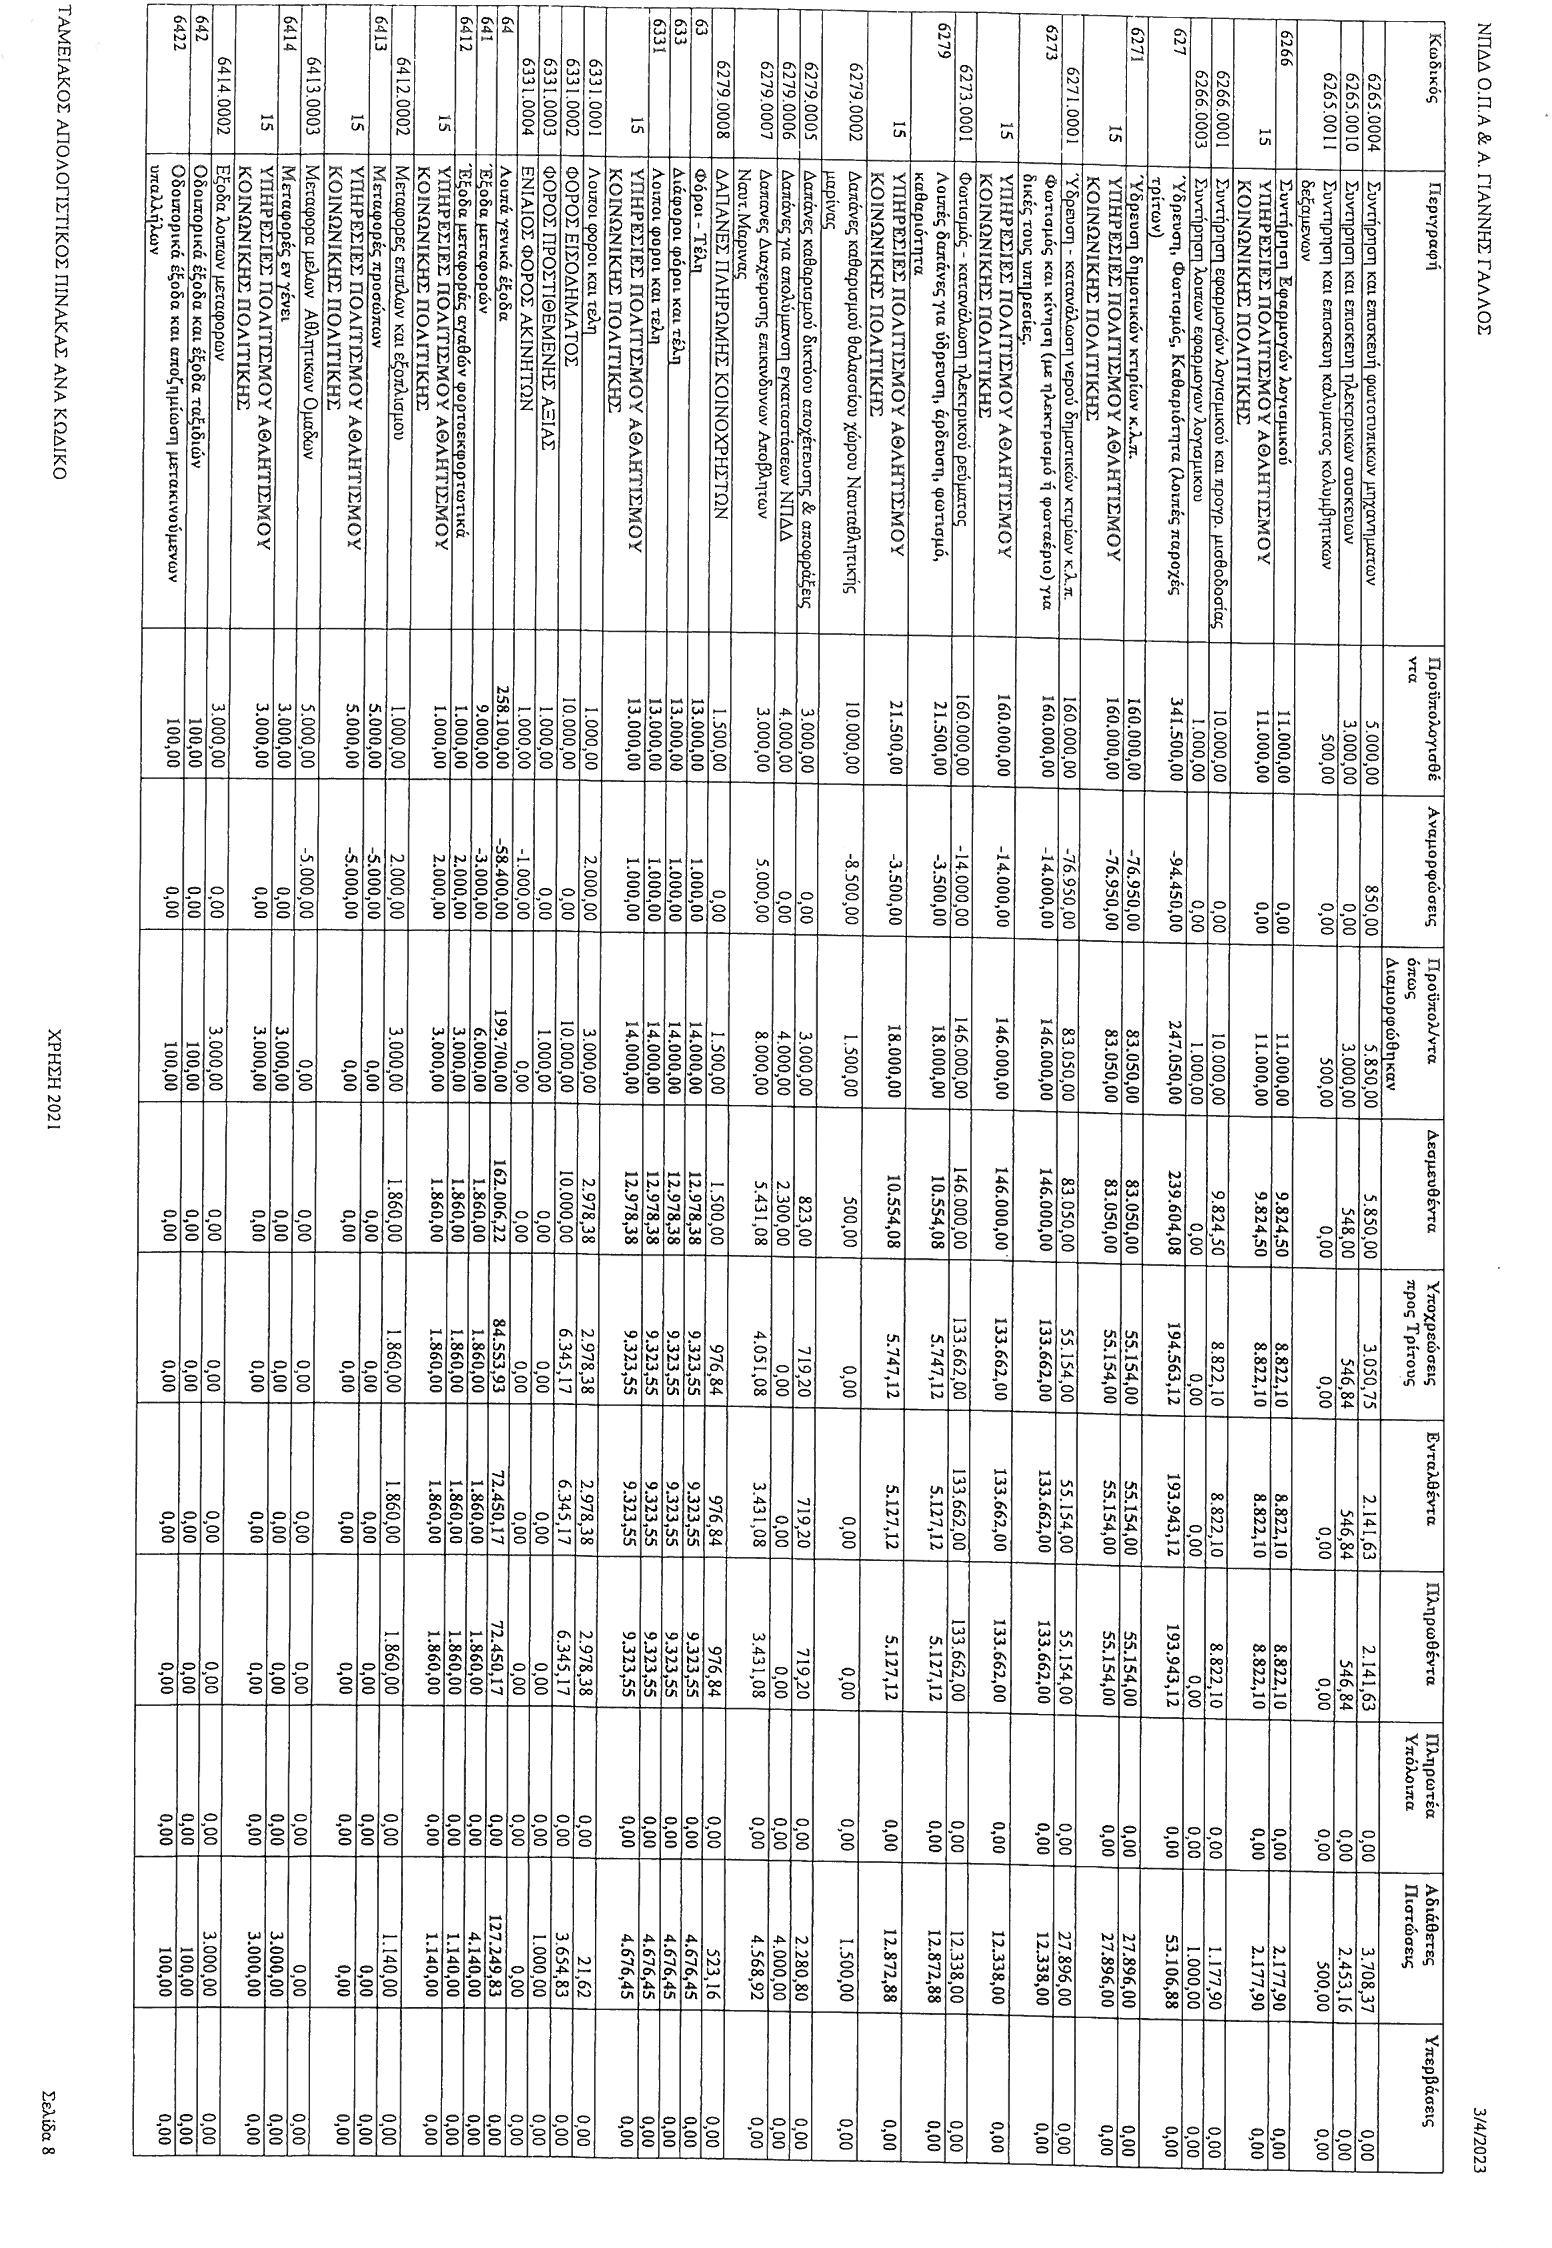 ΝΠΔΔ Ο.Π.Α & Α. ΓΙΑΝΝΗΣ ΓΑΛΛΟΣ 3/4/2023
Κωδικός Περιγραφή Προϋπολογισθέντα Αναμορφώσεις Προϋπολ/ντα όπως Διαμορφώθηκαν Δεσμευθέντα Υποχρεώσεις προς Τρίτους Ενταλθέντα Πληρωθέντα Πληρωτέα Υπόλοιπα Αδιάθετες Πιστώσεις Υπερβάσεις
6265.0004 Συντήρηση και επισκευή φωτοτυπικων μηχανηματων 5.000,00 850,00 5.850,00 5.850,00 3.050,75 2.141,63 2.141,63 0,00 3.708,37 0,00
6265.0010 Συντήρηση και επισκευη ηλεκτρικών συσκευων 3.000,00 0,00 3.000,00 548,00 546,84 546,84 546,84 0,00 2.453,16 0,00
6265.0011 Συντήρηση και επισκευη καλυματος κολυμβητικων δεξαμενων 500,00 0,00 500,00 0,00 0,00 0,00 0,00 0,00 500,00 0,00
6266 Συντήρηση Εφαρμογών λογισμικού 11.000,00 0,00 11.000,00 9.824,50 8.822,10 8.822,10 8.822,10 0,00 2.177,90 0,00
15 ΥΠΗΡΕΣΙΕΣ ΠΟΛΙΤΙΣΜΟΥ ΑΘΛΗΤΙΣΜΟΥ ΚΟΙΝΩΝΙΚΗΣ ΠΟΛΙΤΙΚΗΣ 11.000,00 0,00 11.000,00 9.824,50 8.822,10 8.822,10 8.822,10 0,00 2.177,90 0,00
6266.0001 Συντήρηση εφαρμογών λογισμικού και προγρ. μισθοδοσίας 10.000,00 0,00 10.000,00 9.824,50 8.822,10 8.822,10 8.822,10 0,00 1.177,90 0,00
6266.0003 Συντήρηση λοιπων εφαρμογων λογισμικου 1.000,00 0,00 1.000,00 0,00 0,00 0,00 0,00 0,00 1.000,00 0,00
627 Ύδρευση, Φωτισμός, Καθαριότητα (λοιπές παροχές τρίτων) 341.500,00 -94.450,00 247.050,00 239.604,08 194.563,12 193.943,12 193.943,12 0,00 53.106,88 0,00
6271 Ύδρευση δημοτικών κτιρίων κ.λ.π. 160.000,00 -76.950,00 83.050,00 83.050,00 55.154,00 55.154,00 55.154,00 0,00 27.896,00 0,00
15 ΥΠΗΡΕΣΙΕΣ ΠΟΛΙΤΙΣΜΟΥ ΑΘΛΗΤΙΣΜΟΥ ΚΟΙΝΩΝΙΚΗΣ ΠΟΛΙΤΙΚΗΣ 160.000,00 -76.950,00 83.050,00 83.050,00 55.154,00 55.154,00 55.154,00 0,00 27.896,00 0,00
6271.0001 Ύδρευση - κατανάλωση νερού δημοτικών κτιρίων κ.λ.π. 160.000,00 -76.950,00 83.050,00 83.050,00 55.154,00 55.154,00 55.154,00 0,00 27.896,00 0,00
6273 Φωτισμός και κίνηση (με ηλεκτρισμό ή φωταέριο) για δικές τους υπηρεσίες. 160.000,00 -14.000,00 146.000,00 146.000,00 133.662,00 133.662,00 133.662,00 0,00 12.338,00 0,00
15 ΥΠΗΡΕΣΙΕΣ ΠΟΛΙΤΙΣΜΟΥ ΑΘΛΗΤΙΣΜΟΥ ΚΟΙΝΩΝΙΚΗΣ ΠΟΛΙΤΙΚΗΣ 160.000,00 -14.000,00 146.000,00 146.000,00 133.662,00 133.662,00 133.662,00 0,00 12.338,00 0,00
6273.0001 Φωτισμός - κατανάλωση ηλεκτρικού ρεύματος 160.000,00 -14.000,00 146.000,00 146.000,00 133.662,00 133.662,00 133.662,00 0,00 12.338,00 0,00
6279 Λοιπές δαπάνες για ύδρευση, άρδευση, φωτισμό, καθαριότητα 21.500,00 -3.500,00 18.000,00 10.554,08 5.747,12 5.127,12 5.127,12 0,00 12.872,88 0,00
15 ΥΠΗΡΕΣΙΕΣ ΠΟΛΙΤΙΣΜΟΥ ΑΘΛΗΤΙΣΜΟΥ ΚΟΙΝΩΝΙΚΗΣ ΠΟΛΙΤΙΚΗΣ 21.500,00 -3.500,00 18.000,00 10.554,08 5.747,12 5.127,12 5.127,12 0,00 12.872,88 0,00
6279.0002 Δαπάνες καθαρισμού θαλασσίου χώρου Ναυταθλητικής μαρίνας 10.000,00 -8.500,00 1.500,00 500,00 0,00 0,00 0,00 0,00 1.500,00 0,00
6279.0005 Δαπάνες καθαρισμού δικτύου αποχέτευσης & αποφράξεις 3.000,00 0,00 3.000,00 823,00 719,20 719,20 719,20 0,00 2.280,80 0,00
6279.0006 Δαπάνες για απολύμανση εγκαταστάσεων ΝΠΔΔ 4.000,00 0,00 4.000,00 2.300,00 0,00 0,00 0,00 0,00 4.000,00 0,00
6279.0007 Δαπανες Διαχειρισης επικινδυνων Αποβλητων Ναυτ.Μαρινας 3.000,00 5.000,00 8.000,00 5.431,08 4.051,08 3.431,08 3.431,08 0,00 4.568,92 0,00
6279.0008 ΔΑΠΑΝΕΣ ΠΛΗΡΩΜΗΣ ΚΟΙΝΟΧΡΗΣΤΩΝ 1.500,00 0,00 1.500,00 1.500,00 976,84 976,84 976,84 0,00 523,16 0,00
63 Φόροι - Τέλη 13.000,00 1.000,00 14.000,00 12.978,38 9.323,55 9.323,55 9.323,55 0,00 4.676,45 0,00
633 Διάφοροι φόροι και τέλη 13.000,00 1.000,00 14.000,00 12.978,38 9.323,55 9.323,55 9.323,55 0,00 4.676,45 0,00
6331 Λοιποι φοροι και τελη 13.000,00 1.000,00 14.000,00 12.978,38 9.323,55 9.323,55 9.323,55 0,00 4.676,45 0,00
15 ΥΠΗΡΕΣΙΕΣ ΠΟΛΙΤΙΣΜΟΥ ΑΘΛΗΤΙΣΜΟΥ ΚΟΙΝΩΝΙΚΗΣ ΠΟΛΙΤΙΚΗΣ 13.000,00 1.000,00 14.000,00 12.978,38 9.323,55 9.323,55 9.323,55 0,00 4.676,45 0,00
6331.0001 Λοιποι φοροι και τελη 1.000,00 2.000,00 3.000,00 2.978,38 2.978,38 2.978,38 2.978,38 0,00 21,62 0,00
6331.0002 ΦΟΡΟΣ ΕΙΣΟΔΗΜΑΤΟΣ 10.000,00 0,00 10.000,00 10.000,00 6.345,17 6.345,17 6.345,17 0,00 3.654,83 0,00
6331.0003 ΦΟΡΟΣ ΠΡΟΣΤΙΘΕΜΕΝΗΣ ΑΞΙΑΣ 1.000,00 0,00 1.000,00 0,00 0,00 0,00 0,00 0,00 1.000,00 0,00
6331.0004 ΕΝΙΑΙΟΣ ΦΟΡΟΣ ΑΚΙΝΗΤΩΝ 1.000,00 -1.000,00 0,00 0,00 0,00 0,00 0,00 0,00 0,00 0,00
64 Λοιπά γενικά έξοδα 258.100,00 -58.400,00 199.700,00 162.006,22 84.553,93 72.450,17 72.450,17 0,00 127.249,83 0,00
641 Έξοδα μεταφορών 9.000,00 -3.000,00 6.000,00 1.860,00 1.860,00 1.860,00 1.860,00 0,00 4.140,00 0,00
6412 Έξοδα μεταφοράς αγαθών φορτοεκφορτωτικά 1.000,00 2.000,00 3.000,00 1.860,00 1.860,00 1.860,00 1.860,00 0,00 1.140,00 0,00
15 ΥΠΗΡΕΣΙΕΣ ΠΟΛΙΤΙΣΜΟΥ ΑΘΛΗΤΙΣΜΟΥ ΚΟΙΝΩΝΙΚΗΣ ΠΟΛΙΤΙΚΗΣ 1.000,00 2.000,00 3.000,00 1.860,00 1.860,00 1.860,00 1.860,00 0,00 1.140,00 0,00
6412.0002 Μεταφορες επιπλων και εξοπλισμου 1.000,00 2.000,00 3.000,00 1.860,00 1.860,00 1.860,00 1.860,00 0,00 1.140,00 0,00
6413 Μεταφορές προσώπων 5.000,00 -5.000,00 0,00 0,00 0,00 0,00 0,00 0,00 0,00 0,00
15 ΥΠΗΡΕΣΙΕΣ ΠΟΛΙΤΙΣΜΟΥ ΑΘΛΗΤΙΣΜΟΥ ΚΟΙΝΩΝΙΚΗΣ ΠΟΛΙΤΙΚΗΣ 5.000,00 -5.000,00 0,00 0,00 0,00 0,00 0,00 0,00 0,00 0,00
6413.0003 Μεταφορα μελων Αθλητικων Ομαδων 5.000,00 -5.000,00 0,00 0,00 0,00 0,00 0,00 0,00 0,00 0,00
6414 Μεταφορές εν γένει 3.000,00 0,00 3.000,00 0,00 0,00 0,00 0,00 0,00 3.000,00 0,00
15 ΥΠΗΡΕΣΙΕΣ ΠΟΛΙΤΙΣΜΟΥ ΑΘΛΗΤΙΣΜΟΥ ΚΟΙΝΩΝΙΚΗΣ ΠΟΛΙΤΙΚΗΣ 3.000,00 0,00 3.000,00 0,00 0,00 0,00 0,00 0,00 3.000,00 0,00
6414.0002 Εξοδα λοιπων μεταφορων 3.000,00 0,00 3.000,00 0,00 0,00 0,00 0,00 0,00 3.000,00 0,00
642 Οδοιπορικά έξοδα και έξοδα ταξιδιών 100,00 0,00 100,00 0,00 0,00 0,00 0,00 0,00 100,00 0,00
6422 Οδοιπορικά έξοδα και αποζημίωση μετακινούμενων υπαλλήλων 100,00 0,00 100,00 0,00 0,00 0,00 0,00 0,00 100,00 0,00
ΤΑΜΕΙΑΚΟΣ ΑΠΟΛΟΓΙΣΤΙΚΟΣ ΠΙΝΑΚΑΣ ΑΝΑ ΚΩΔΙΚΟ ΧΡΗΣΗ 2021 Σελίδα 8